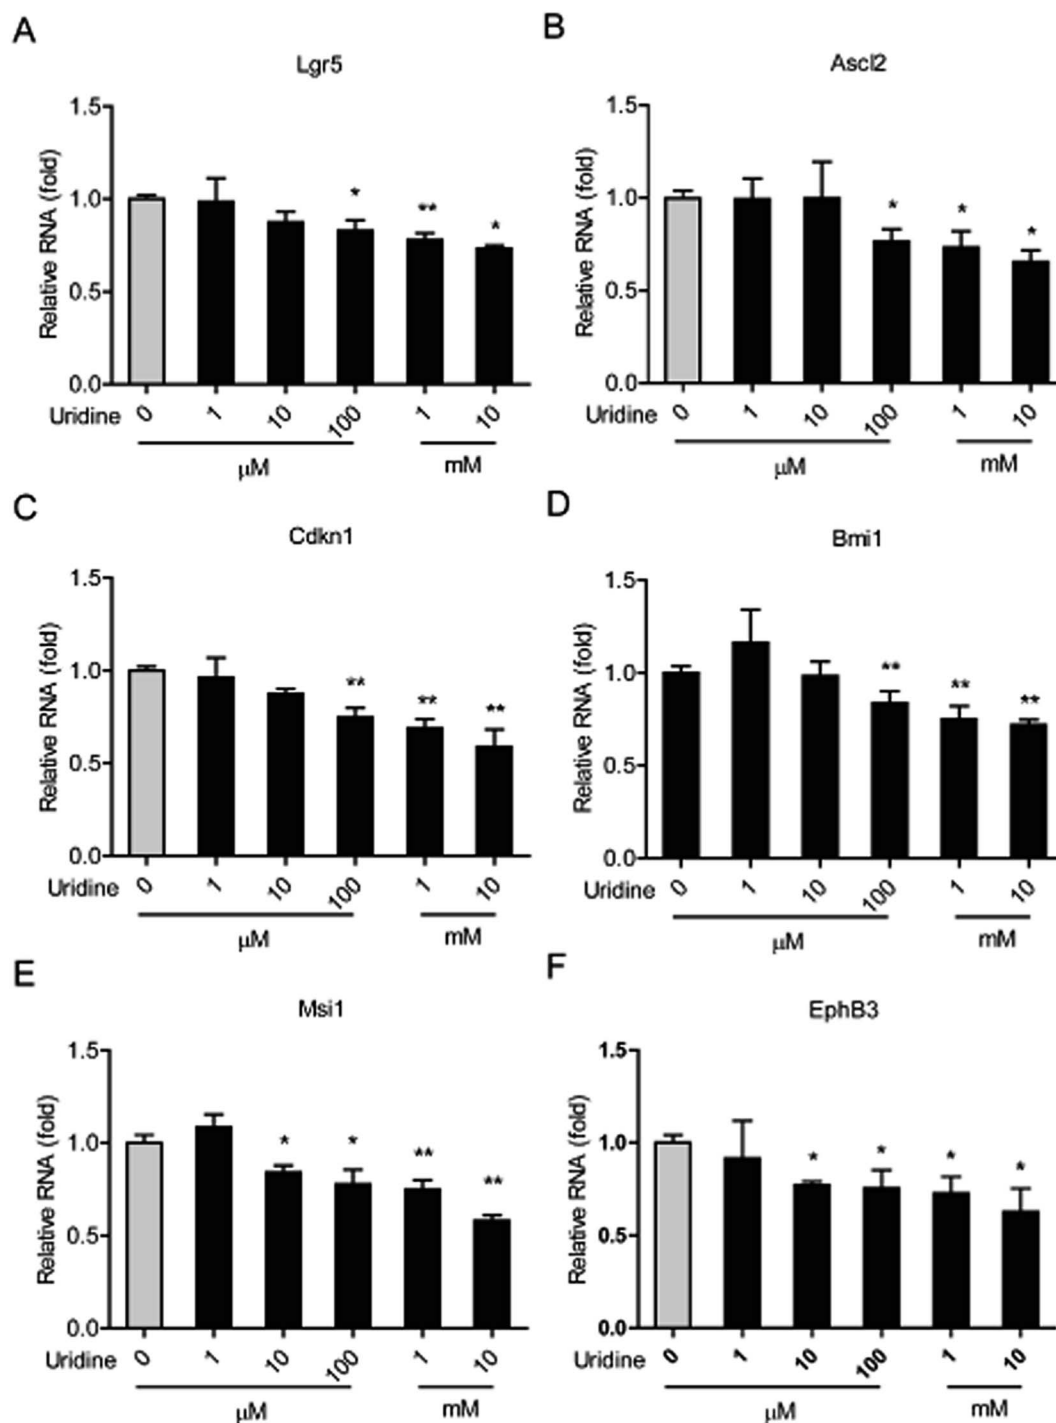 A
Lgr5
Relative RNA (fold)
1.5
1.0
0.5
0.0
* ** *
Uridine 0 1 10 100 1 10
μM mM
B
Ascl2
Relative RNA (fold)
1.5
1.0
0.5
0.0
* * *
Uridine 0 1 10 100 1 10
μM mM
C
Cdkn1
Relative RNA (fold)
1.5
1.0
0.5
0.0
** ** **
Uridine 0 1 10 100 1 10
μM mM
D
Bmi1
Relative RNA (fold)
1.5
1.0
0.5
0.0
** ** **
Uridine 0 1 10 100 1 10
μM mM
E
Msi1
Relative RNA (fold)
1.5
1.0
0.5
0.0
* * ** **
Uridine 0 1 10 100 1 10
μM mM
F
EphB3
Relative RNA (fold)
1.5
1.0
0.5
0.0
* * * *
Uridine 0 1 10 100 1 10
μM mM